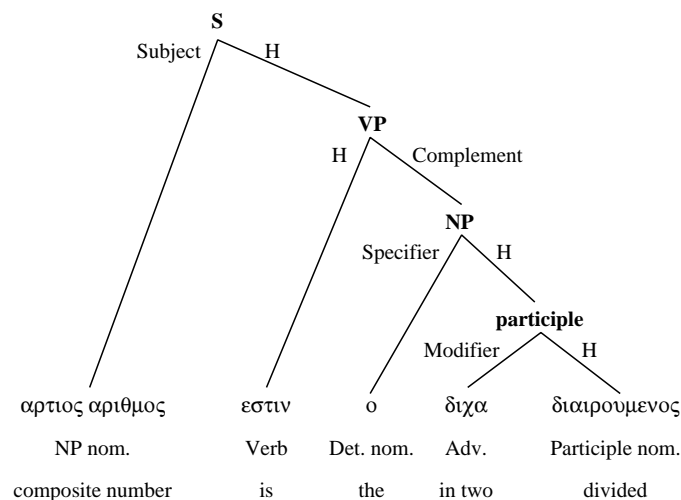 S
Subject H
VP
H Complement
NP
Specifier H
participle
Modifier H
αρτιος αριθμος εστιν ο διχα διαιρουμενος
NP nom. Verb Det. nom. Adv. Participle nom.
composite number is the in two divided